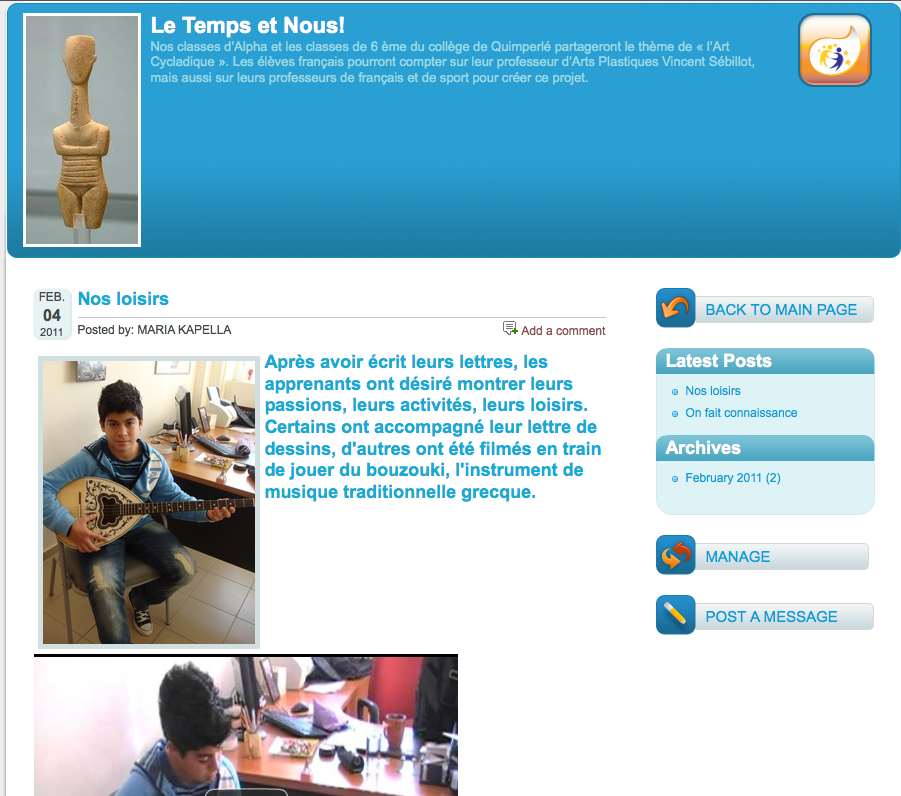 Le Temps et Nous!
Nos classes d'Alpha et les classes de 6 ème du collège de Quimperlé partageront le thème de « l'Art
Cycladique ». Les élèves français pourront compter sur leur professeur d'Arts Plastiques Vincent Sébillot,
mais aussi sur leurs professeurs de français et de sport pour créer ce projet.
FEB.
04
2011
Nos loisirs
Posted by: MARIA KAPELLA
Add a comment
Après avoir écrit leurs lettres, les
apprenants ont désiré montrer leurs
passions, leurs activités, leurs loisirs.
Certains ont accompagné leur lettre de
dessins, d'autres ont été filmés en train
de jouer du bouzouki, l'instrument de
musique traditionnelle grecque.
BACK TO MAIN PAGE
Latest Posts
Nos loisirs
On fait connaissance
Archives
February 2011 (2)
MANAGE
POST A MESSAGE